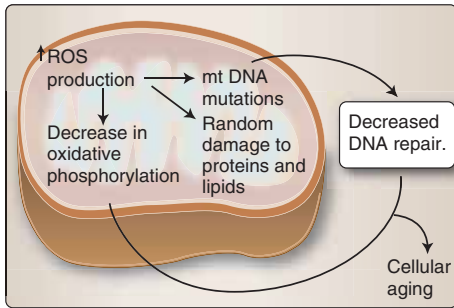 ↑ROS
production
mt DNA
mutations
Decrease in
oxidative
phosphorylation
Random
damage to
proteins and
lipids
Decreased
DNA repair.
Cellular
aging